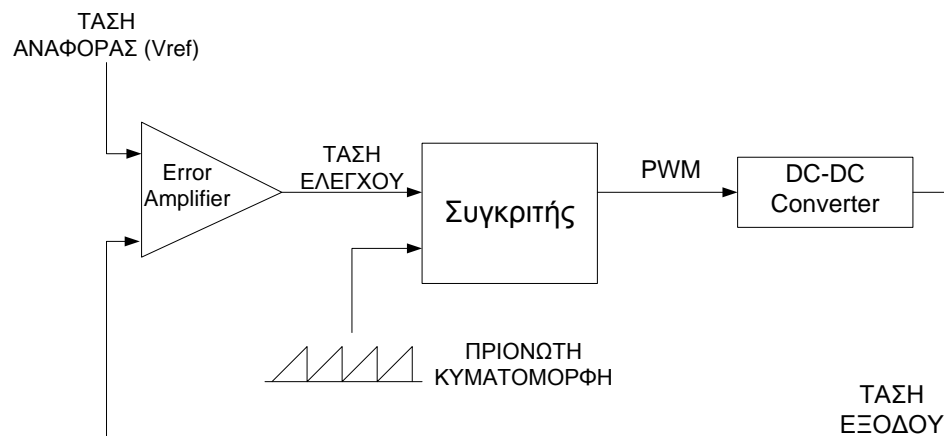 ΤΑΣΗ
ΑΝΑΦΟΡΑΣ (Vref)
Error
Amplifier
ΤΑΣΗ
ΕΛΕΓΧΟΥ
Συγκριτής
PWM
DC-DC
Converter
ΠΡΙΟΝΩΤΗ
ΚΥΜΑΤΟΜΟΡΦΗ
ΤΑΣΗ
ΕΞΟΔΟΥ